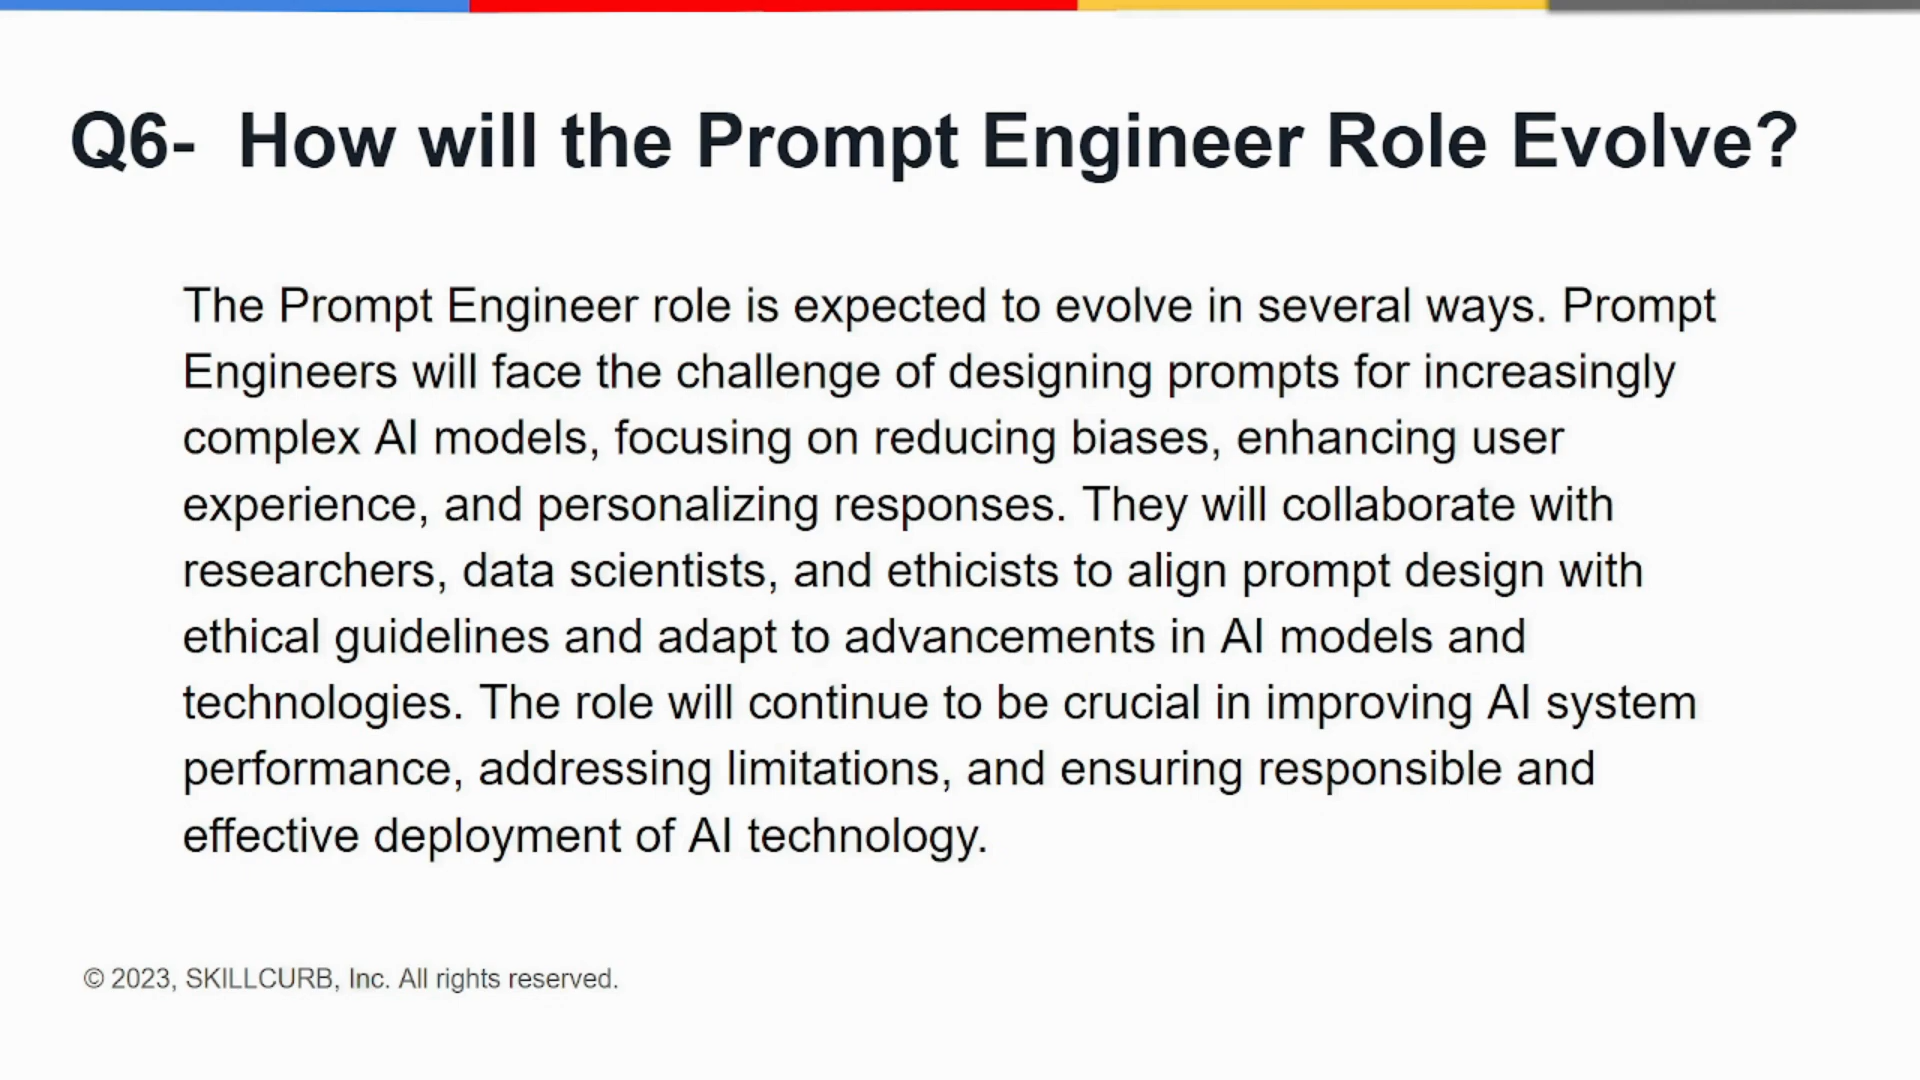 Q6- How will the Prompt Engineer Role Evolve?
The Prompt Engineer role is expected to evolve in several ways. Prompt
Engineers will face the challenge of designing prompts for increasingly
complex AI models, focusing on reducing biases, enhancing user
experience, and personalizing responses. They will collaborate with
researchers, data scientists, and ethicists to align prompt design with
ethical guidelines and adapt to advancements in AI models and
technologies. The role will continue to be crucial in improving AI system
performance, addressing limitations, and ensuring responsible and
effective deployment of AI technology.
© 2023, SKILLCURB, Inc. All rights reserved.